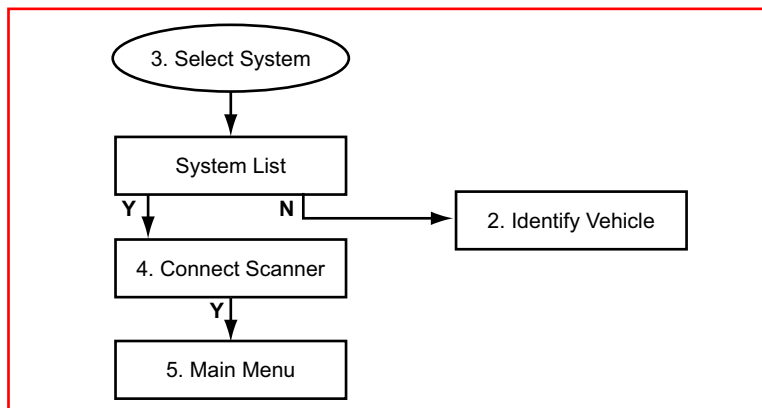 3. Select System
System List
Y
N
2. Identify Vehicle
4. Connect Scanner
Y
5. Main Menu